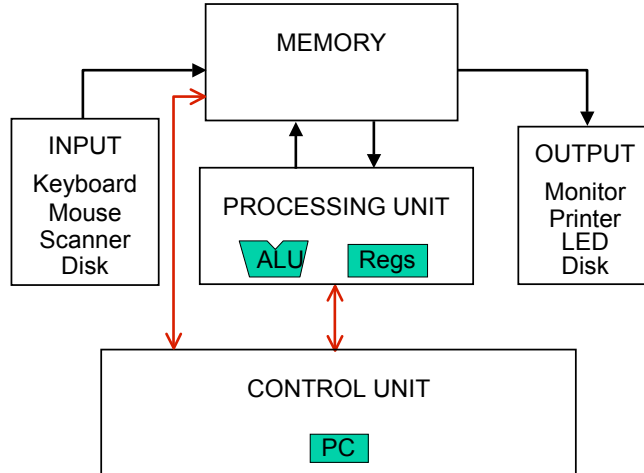 MEMORY
INPUT
Keyboard
Mouse
Scanner
Disk
PROCESSING UNIT
ALU
Regs
OUTPUT
Monitor
Printer
LED
Disk
CONTROL UNIT
PC